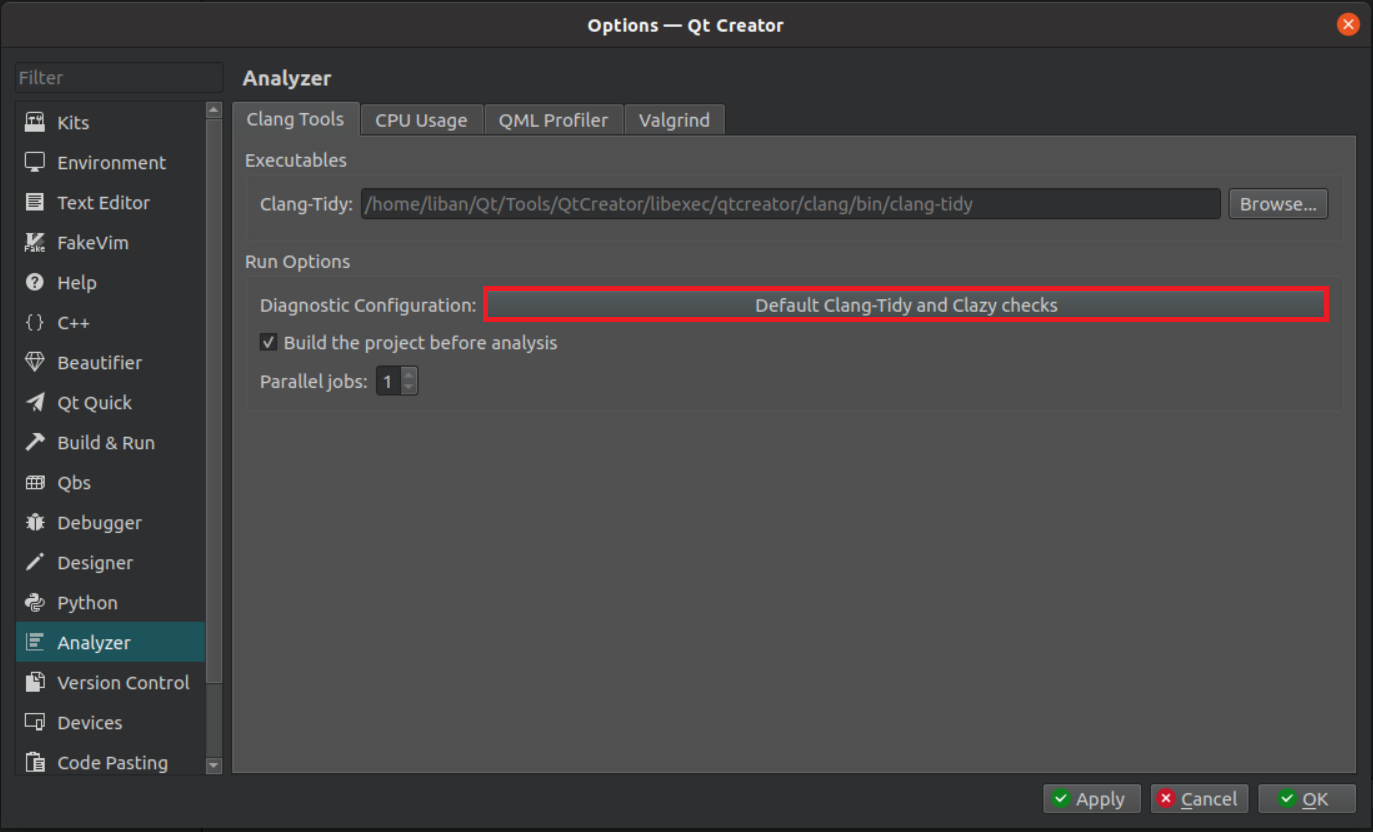 Options — Qt Creator
Filter
Kits
Environment
Text Editor
FakeVim
Help
C++
Beautifier
Qt Quick
Build & Run
Qbs
Debugger
Designer
Python
Analyzer
Version Control
Devices
Code Pasting
Analyzer
Clang Tools CPU Usage QML Profiler Valgrind
Executables
Clang-Tidy: /home/liban/Qt/Tools/QtCreator/libexec/qtcreator/clang/bin/clang-tidy Browse...
Run Options
Diagnostic Configuration: Default Clang-Tidy and Clazy checks
Build the project before analysis
Parallel jobs: 1
Apply Cancel OK